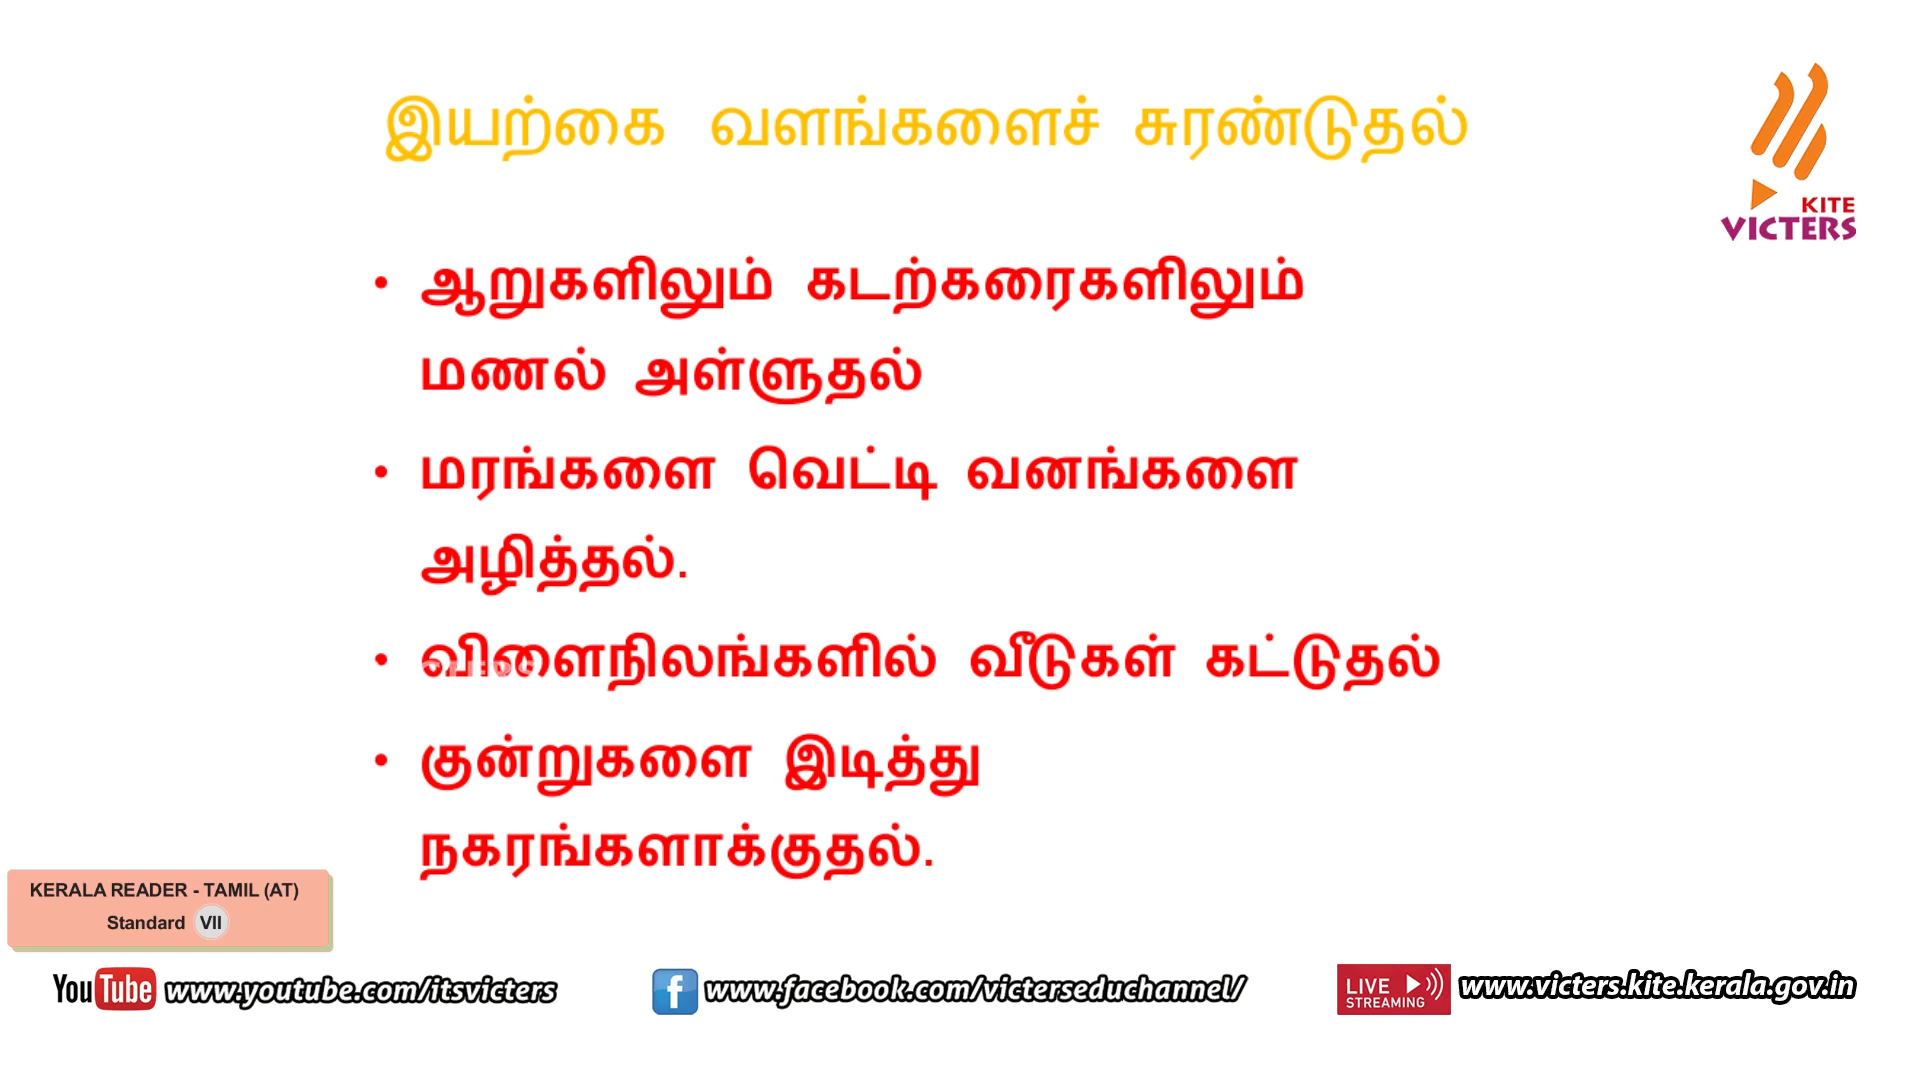 இயற்கை வளங்களைச் சுரண்டுதல்
KITE
VICTERS
• ஆறுகளிலும் கடற்கரைகளிலும்
மணல் அள்ளுதல்
• மரங்களை வெட்டி வனங்களை
அழித்தல்.
• விளைநிலங்களில் வீடுகள் கட்டுதல்
• குன்றுகளை இடித்து
நகரங்களாக்குதல்.
KERALA READER - TAMIL (AT)
Standard VII
YouTube www.youtube.com/itsvicters
f www.facebook.com/victerseduchannel/
LIVE STREAMING www.victers.kite.kerala.gov.in